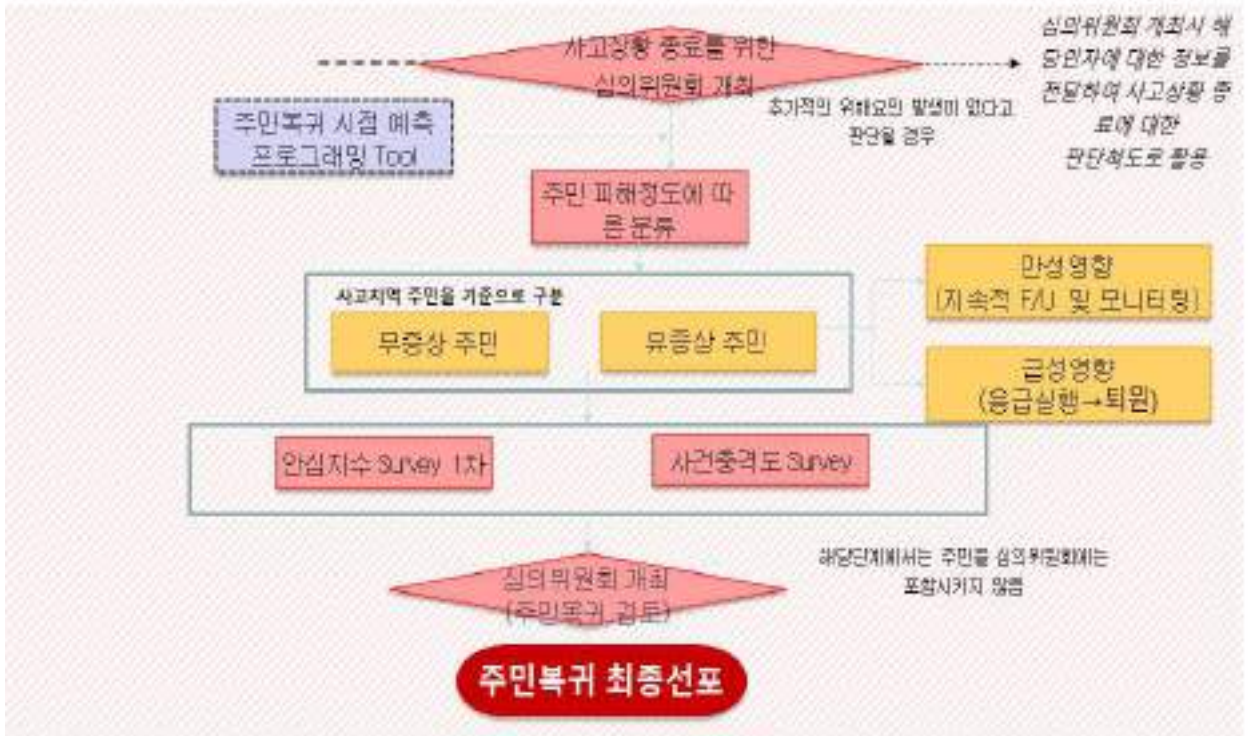 사고상황 종료를 위한
심의위원회 개최
심의위원회 개최시 해
당인자에 대한 정보를
전달하여 사고상황 종
료에 대한
판단척도로 활용
추가적인 위해요인 발생이 없다고
판단될 경우
주민복귀 시점 예측
프로그래밍 Tool
주민 피해정도에 따
른 분류
사고지역 주민을 기준으로 구분
무증상 주민
유증상 주민
만성영향
(지속적 F/U 및 모니터링)
급성영향
(응급실행→퇴원)
안심지수 Survey 1차
사건충격도 Survey
심의위원회 개최
(주민복귀 검토)
해당단계에서는 주민을 심의위원회에는
포함시키지 않음
주민복귀 최종선포